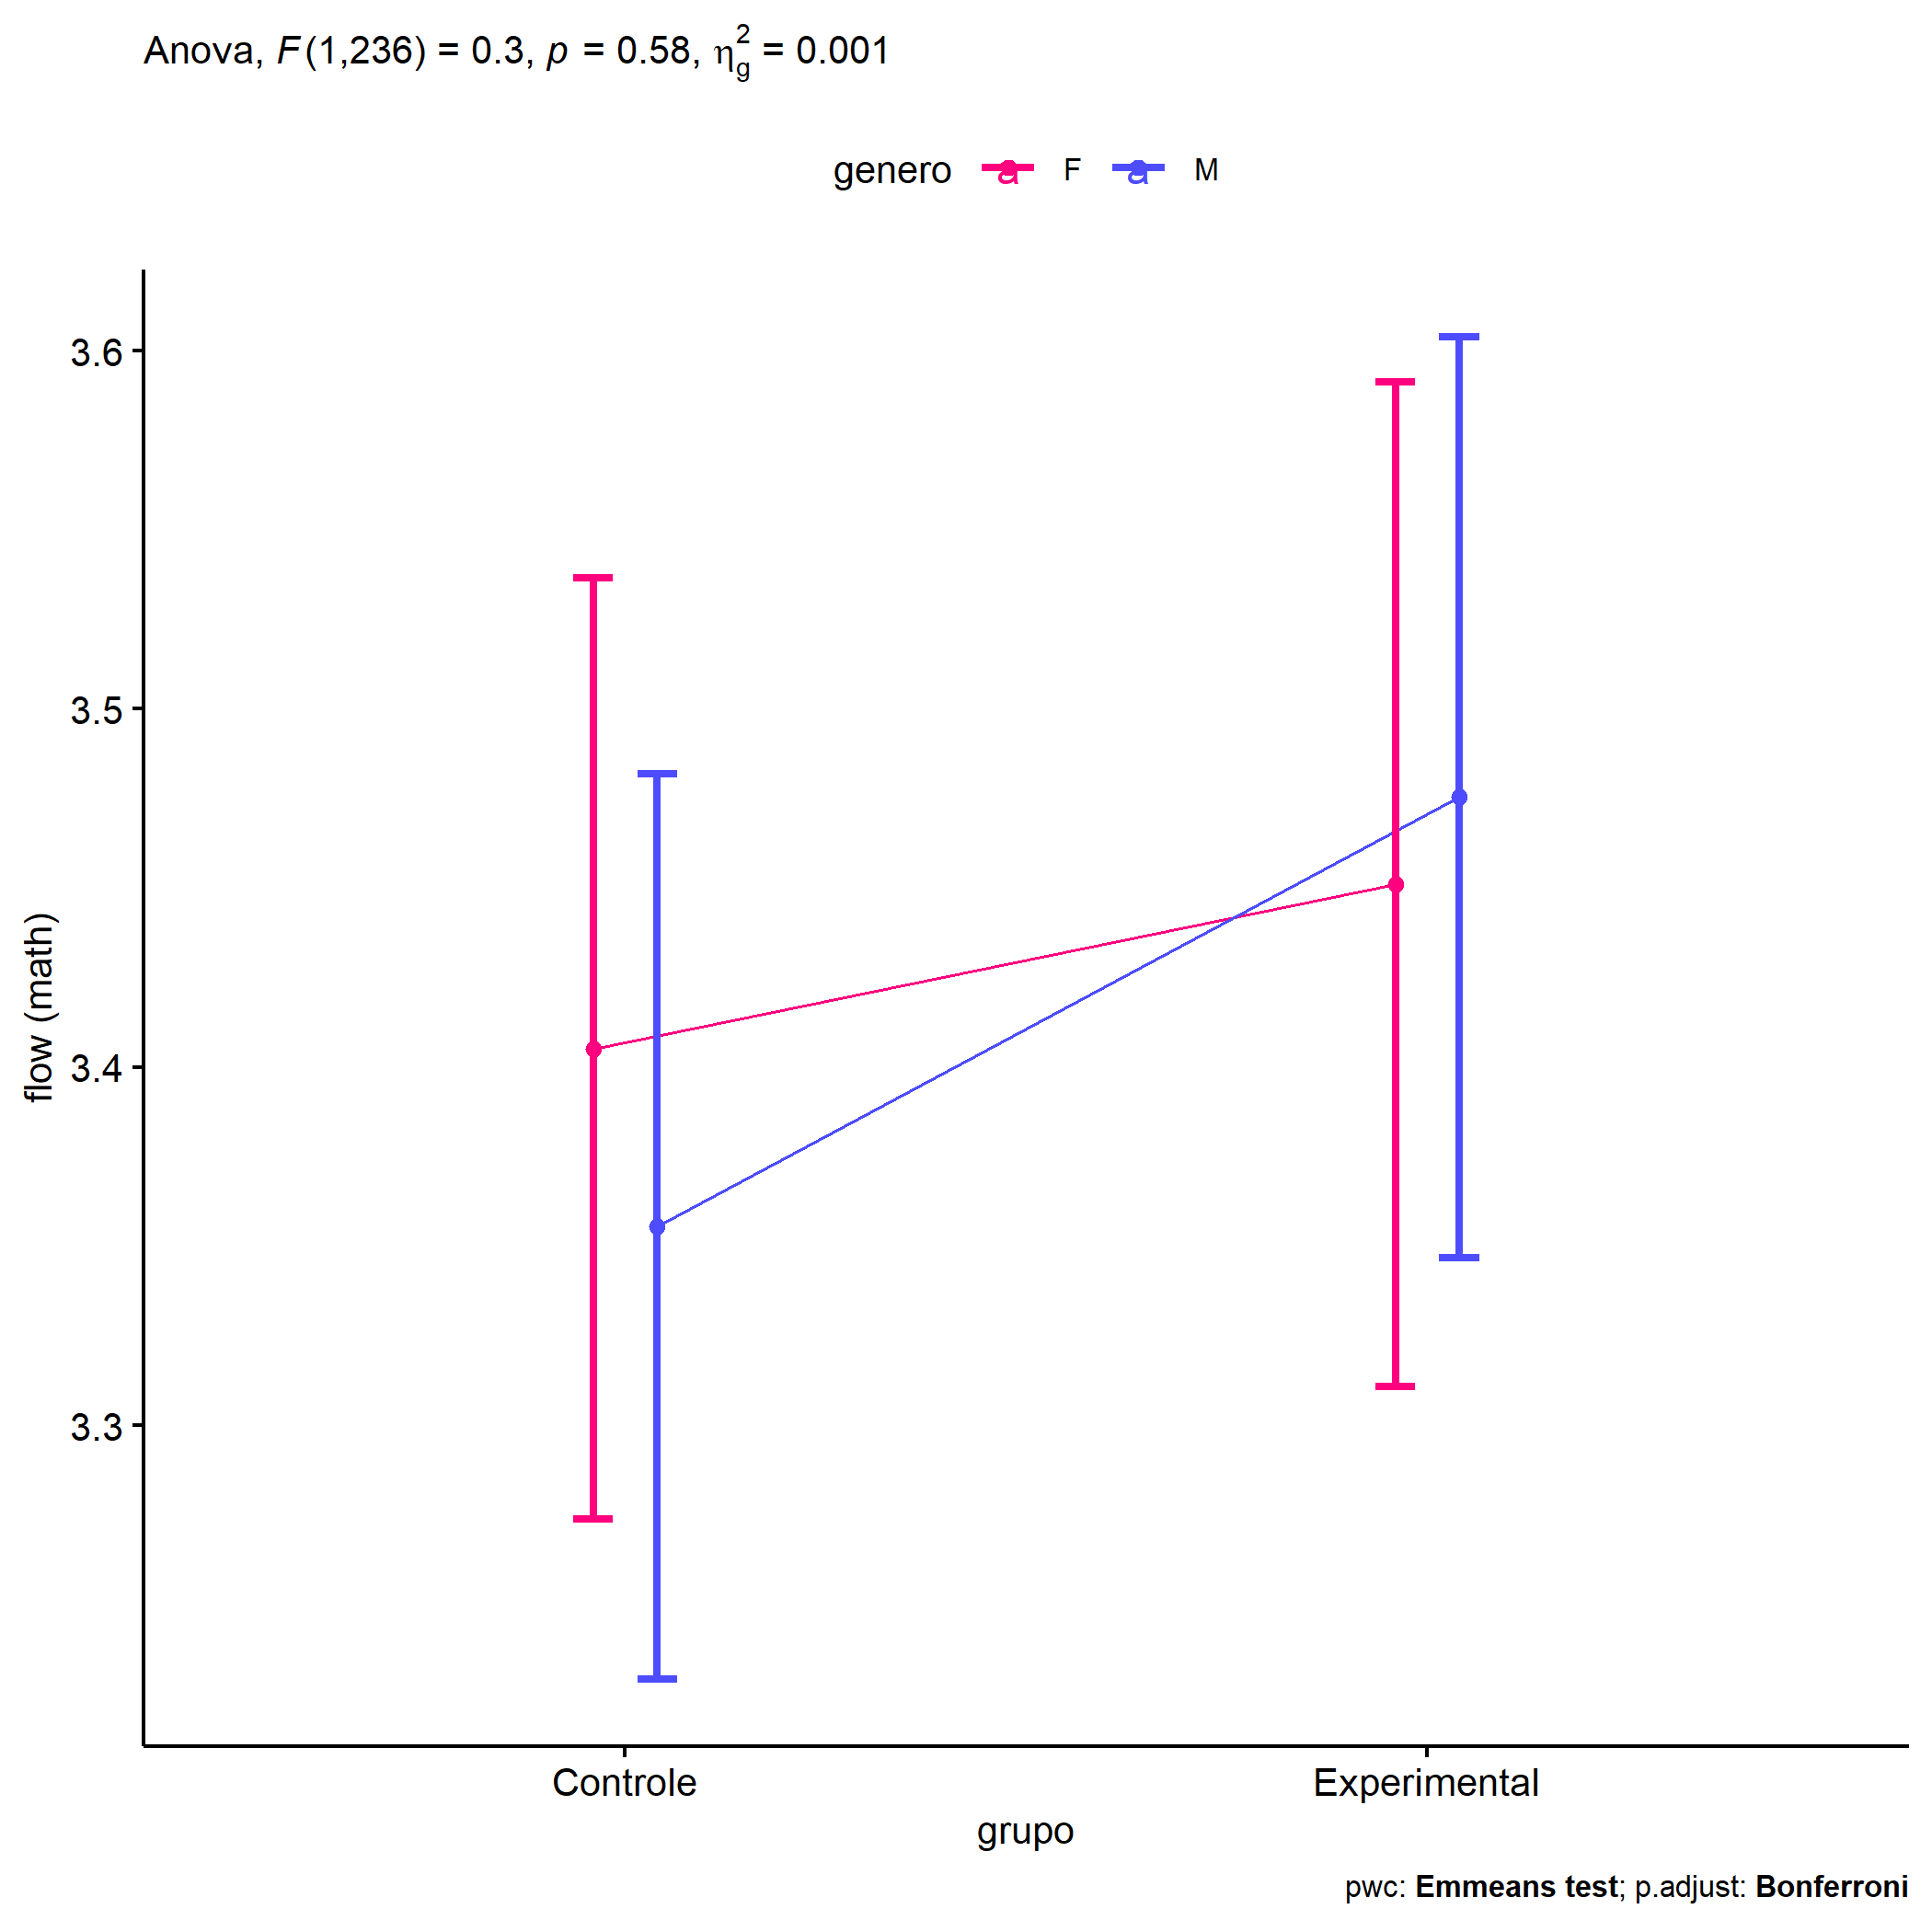 Anova, F(1,236) = 0.3, p = 0.58, η²g = 0.001
genero a F a M
3.6
3.5
3.4
3.3
flow (math)
Controle Experimental
grupo
pwc: Emmeans test; p.adjust: Bonferroni